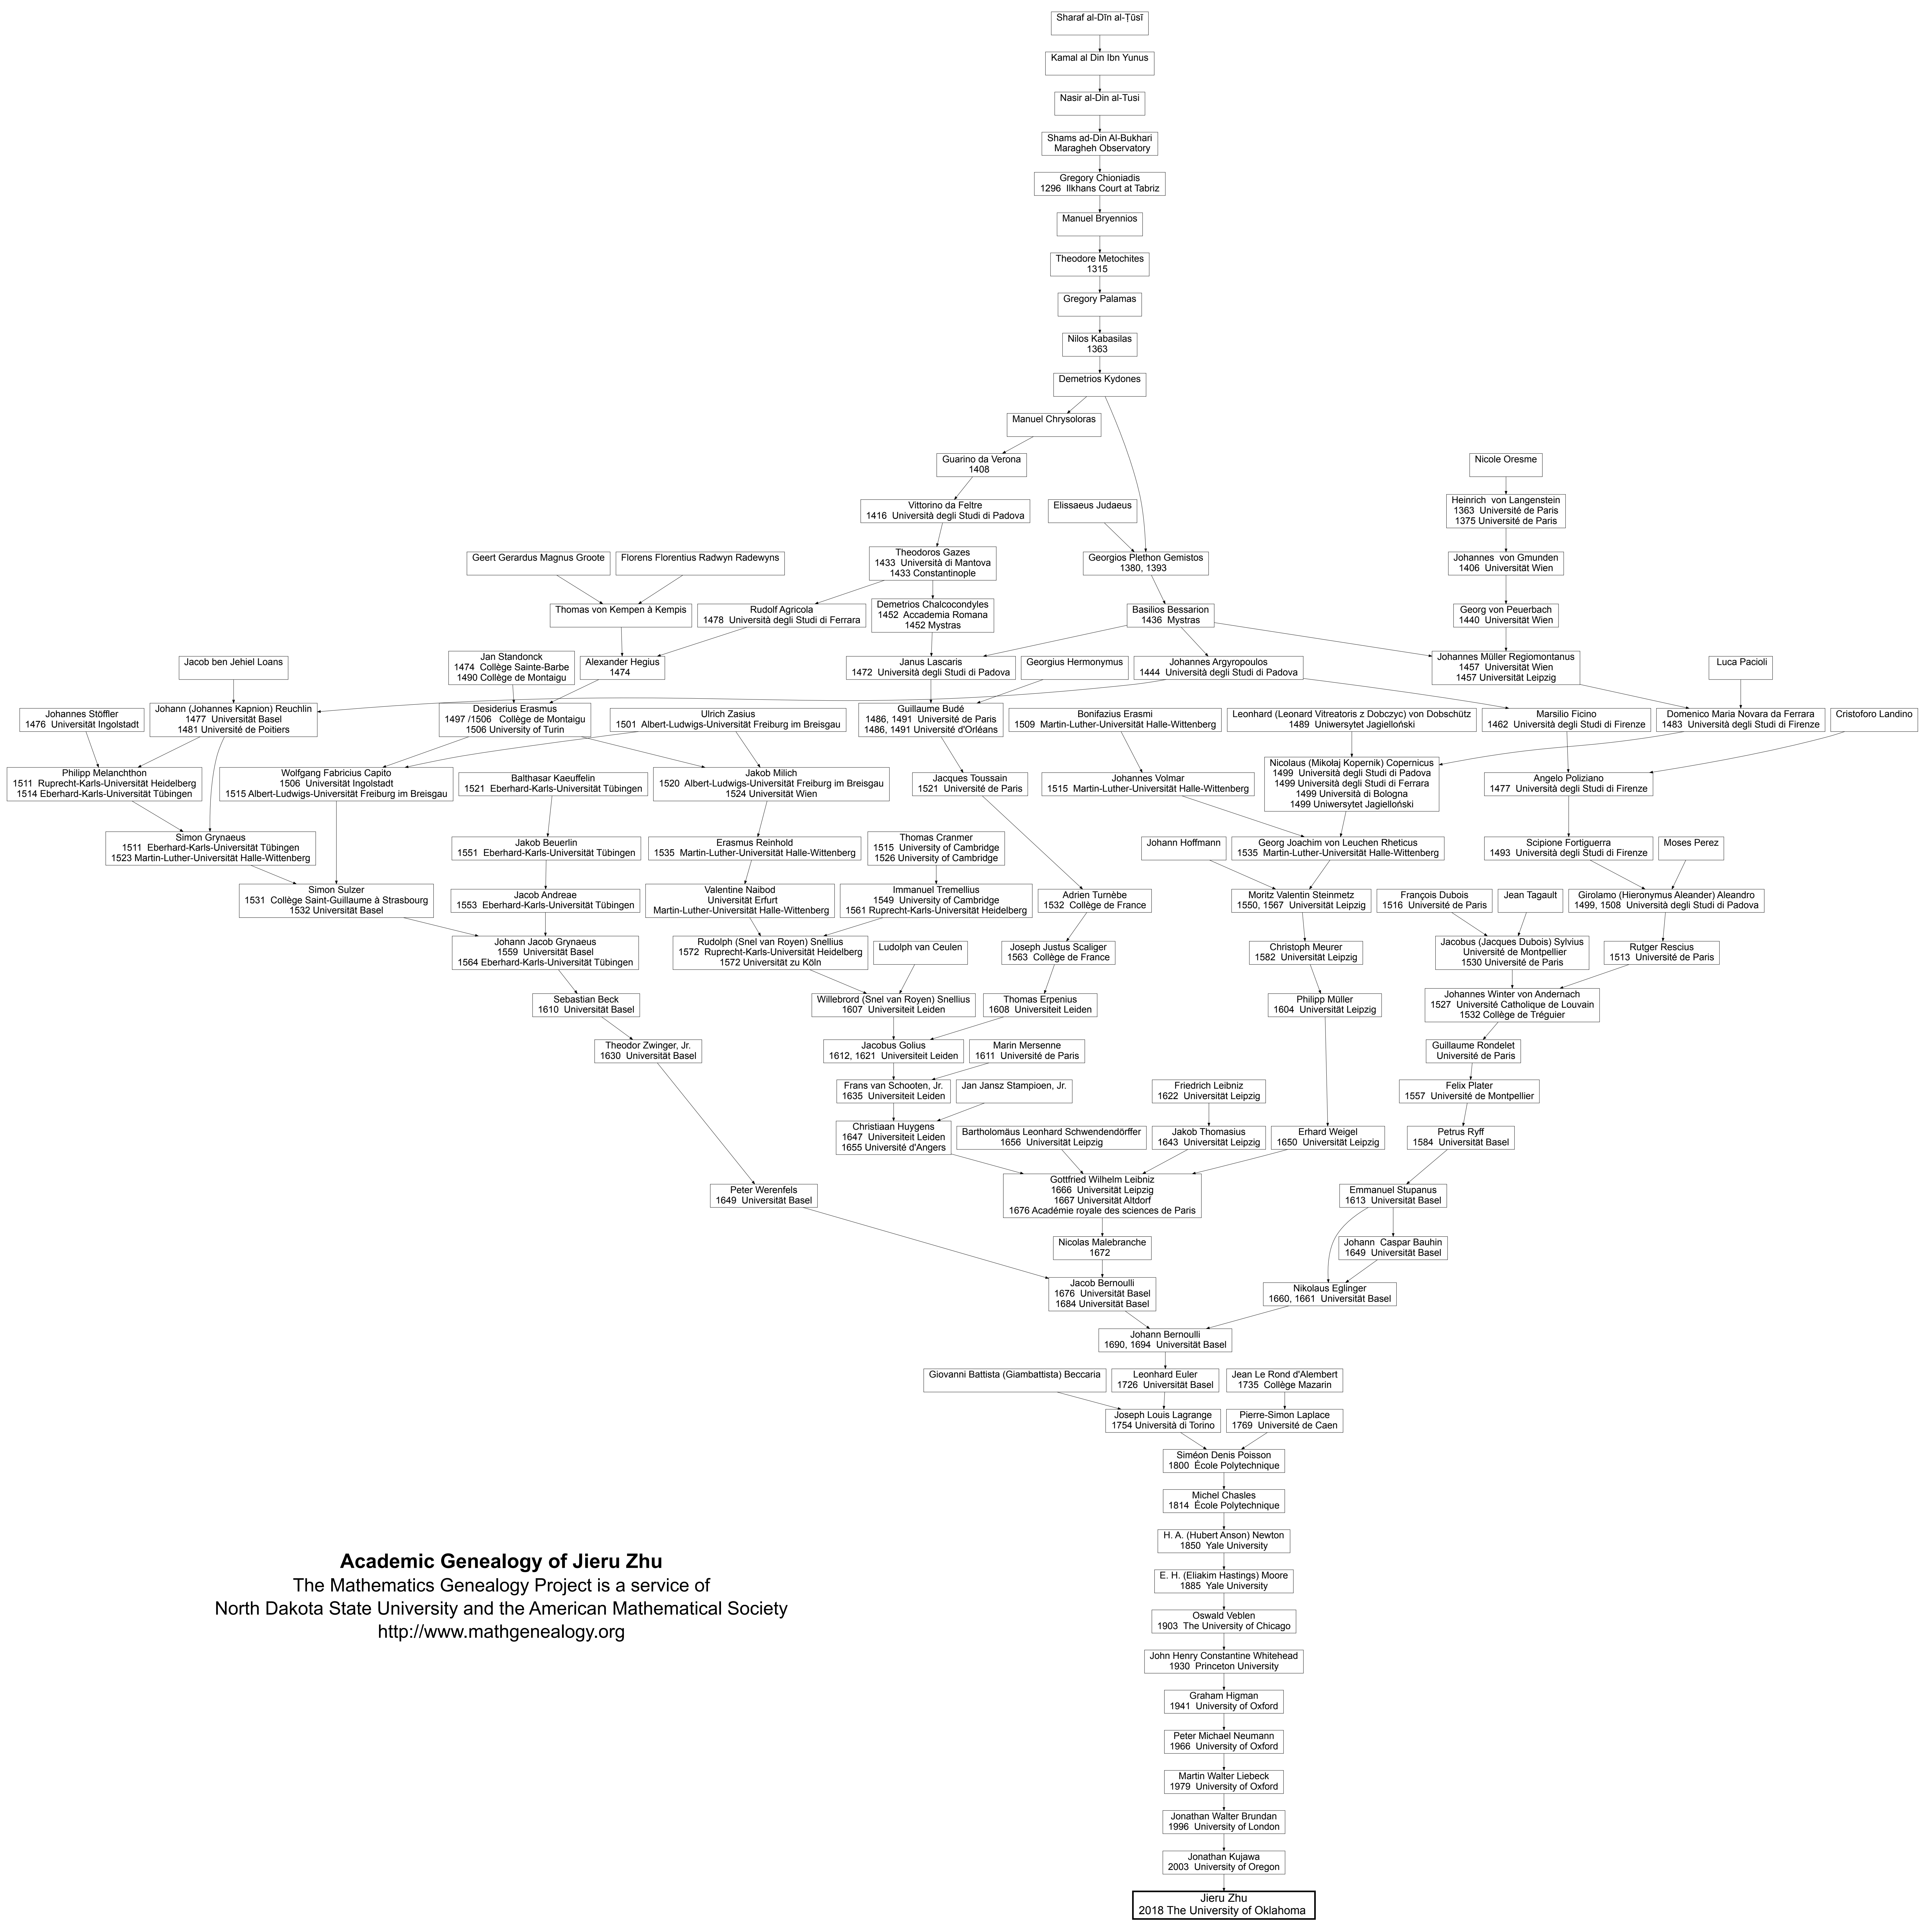 Sharaf al-Dīn al-Ṭūsī
Kamal al Din Ibn Yunus
Nasir al-Din al-Tusi
Shams ad-Din Al-Bukhari
Maragheh Observatory
Gregory Chioniadis
1296 Ilkhans Court at Tabriz
Manuel Bryennios
Theodore Metochites
1315
Gregory Palamas
Nilos Kabasilas
1363
Demetrios Kydones
Manuel Chrysoloras
Guarino da Verona
1408
Nicole Oresme
Vittorino da Feltre
1416 Università degli Studi di Padova
Elissaeus Judaeus
Heinrich von Langenstein
1363 Université de Paris
1375 Université de Paris
Geert Gerardus Magnus Groote
Florens Florentius Radwyn Radewyns
Theodoros Gazes
1433 Università di Mantova
1433 Constantinople
Georgios Plethon Gemistos
1380, 1393
Johannes von Gmunden
1406 Universität Wien
Thomas von Kempen à Kempis
Rudolf Agricola
1478 Università degli Studi di Ferrara
Demetrios Chalcocondyles
1452 Accademia Romana
1452 Mystras
Basilios Bessarion
1436 Mystras
Georg von Peuerbach
1440 Universität Wien
Jacob ben Jehiel Loans
Jan Standonck
1474 Collège Sainte-Barbe
1490 Collège de Montaigu
Alexander Hegius
1474
Janus Lascaris
1472 Università degli Studi di Padova
Georgius Hermonymus
Johannes Argyropoulos
1444 Università degli Studi di Padova
Johannes Müller Regiomontanus
1457 Universität Wien
1457 Universität Leipzig
Luca Pacioli
Johannes Stöffler
1476 Universität Ingolstadt
Johann (Johannes Kapnion) Reuchlin
1477 Universität Basel
1481 Université de Poitiers
Desiderius Erasmus
1497 /1506 Collège de Montaigu
1506 University of Turin
Ulrich Zasius
1501 Albert-Ludwigs-Universität Freiburg im Breisgau
Guillaume Budé
1486, 1491 Université de Paris
1486, 1491 Université d'Orléans
Bonifazius Erasmi
1509 Martin-Luther-Universität Halle-Wittenberg
Leonhard (Leonard Vitreatoris z Dobczyc) von Dobschütz
1489 Uniwersytet Jagielloński
Marsilio Ficino
1462 Università degli Studi di Firenze
Domenico Maria Novara da Ferrara
1483 Università degli Studi di Firenze
Cristoforo Landino
Philipp Melanchthon
1511 Ruprecht-Karls-Universität Heidelberg
1514 Eberhard-Karls-Universität Tübingen
Wolfgang Fabricius Capito
1506 Universität Ingolstadt
1515 Albert-Ludwigs-Universität Freiburg im Breisgau
Balthasar Kaeuffelin
1521 Eberhard-Karls-Universität Tübingen
Jakob Milich
1520 Albert-Ludwigs-Universität Freiburg im Breisgau
1524 Universität Wien
Jacques Toussain
1521 Université de Paris
Johannes Volmar
1515 Martin-Luther-Universität Halle-Wittenberg
Nicolaus (Mikołaj Kopernik) Copernicus
1499 Università degli Studi di Padova
1499 Università degli Studi di Ferrara
1499 Università di Bologna
1499 Uniwersytet Jagielloński
Angelo Poliziano
1477 Università degli Studi di Firenze
Simon Grynaeus
1511 Eberhard-Karls-Universität Tübingen
1523 Martin-Luther-Universität Halle-Wittenberg
Jakob Beuerlin
1551 Eberhard-Karls-Universität Tübingen
Erasmus Reinhold
1535 Martin-Luther-Universität Halle-Wittenberg
Thomas Cranmer
1515 University of Cambridge
1526 University of Cambridge
Johann Hoffmann
Georg Joachim von Leuchen Rheticus
1535 Martin-Luther-Universität Halle-Wittenberg
Scipione Fortiguerra
1493 Università degli Studi di Firenze
Moses Perez
Simon Sulzer
1531 Collège Saint-Guillaume à Strasbourg
1532 Universität Basel
Jacob Andreae
1553 Eberhard-Karls-Universität Tübingen
Valentine Naibod
Universität Erfurt
Martin-Luther-Universität Halle-Wittenberg
Immanuel Tremellius
1549 University of Cambridge
1561 Ruprecht-Karls-Universität Heidelberg
Adrien Turnèbe
1532 Collège de France
Moritz Valentin Steinmetz
1550, 1567 Universität Leipzig
François Dubois
1516 Université de Paris
Jean Tagault
Girolamo (Hieronymus Aleander) Aleandro
1499, 1508 Università degli Studi di Padova
Johann Jacob Grynaeus
1559 Universität Basel
1564 Eberhard-Karls-Universität Tübingen
Rudolph (Snel van Royen) Snellius
1572 Ruprecht-Karls-Universität Heidelberg
1572 Universität zu Köln
Ludolph van Ceulen
Joseph Justus Scaliger
1563 Collège de France
Christoph Meurer
1582 Universität Leipzig
Jacobus (Jacques Dubois) Sylvius
Université de Montpellier
1530 Université de Paris
Rutger Rescius
1513 Université de Paris
Sebastian Beck
1610 Universität Basel
Willebrord (Snel van Royen) Snellius
1607 Universiteit Leiden
Thomas Erpenius
1608 Universiteit Leiden
Philipp Müller
1604 Universität Leipzig
Johannes Winter von Andernach
1527 Université Catholique de Louvain
1532 Collège de Tréguier
Theodor Zwinger, Jr.
1630 Universität Basel
Jacobus Golius
1612, 1621 Universiteit Leiden
Marin Mersenne
1611 Université de Paris
Guillaume Rondelet
Université de Paris
Frans van Schooten, Jr.
1635 Universiteit Leiden
Jan Jansz Stampioen, Jr.
Friedrich Leibniz
1622 Universität Leipzig
Felix Plater
1557 Université de Montpellier
Christiaan Huygens
1647 Universiteit Leiden
1655 Université d'Angers
Bartholomäus Leonhard Schwendendörffer
1656 Universität Leipzig
Jakob Thomasius
1643 Universität Leipzig
Erhard Weigel
1650 Universität Leipzig
Petrus Ryff
1584 Universität Basel
Peter Werenfels
1649 Universität Basel
Gottfried Wilhelm Leibniz
1666 Universität Leipzig
1667 Universität Altdorf
1676 Académie royale des sciences de Paris
Emmanuel Stupanus
1613 Universität Basel
Nicolas Malebranche
1672
Johann Caspar Bauhin
1649 Universität Basel
Jacob Bernoulli
1676 Universität Basel
1684 Universität Basel
Nikolaus Eglinger
1660, 1661 Universität Basel
Johann Bernoulli
1690, 1694 Universität Basel
Giovanni Battista (Giambattista) Beccaria
Leonhard Euler
1726 Universität Basel
Jean Le Rond d'Alembert
1735 Collège Mazarin
Joseph Louis Lagrange
1754 Università di Torino
Pierre-Simon Laplace
1769 Université de Caen
Siméon Denis Poisson
1800 École Polytechnique
Michel Chasles
1814 École Polytechnique
H. A. (Hubert Anson) Newton
1850 Yale University
Academic Genealogy of Jieru Zhu
The Mathematics Genealogy Project is a service of
North Dakota State University and the American Mathematical Society
http://www.mathgenealogy.org
E. H. (Eliakim Hastings) Moore
1885 Yale University
Oswald Veblen
1903 The University of Chicago
John Henry Constantine Whitehead
1930 Princeton University
Graham Higman
1941 University of Oxford
Peter Michael Neumann
1966 University of Oxford
Martin Walter Liebeck
1979 University of Oxford
Jonathan Walter Brundan
1996 University of London
Jonathan Kujawa
2003 University of Oregon
Jieru Zhu
2018 The University of Oklahoma